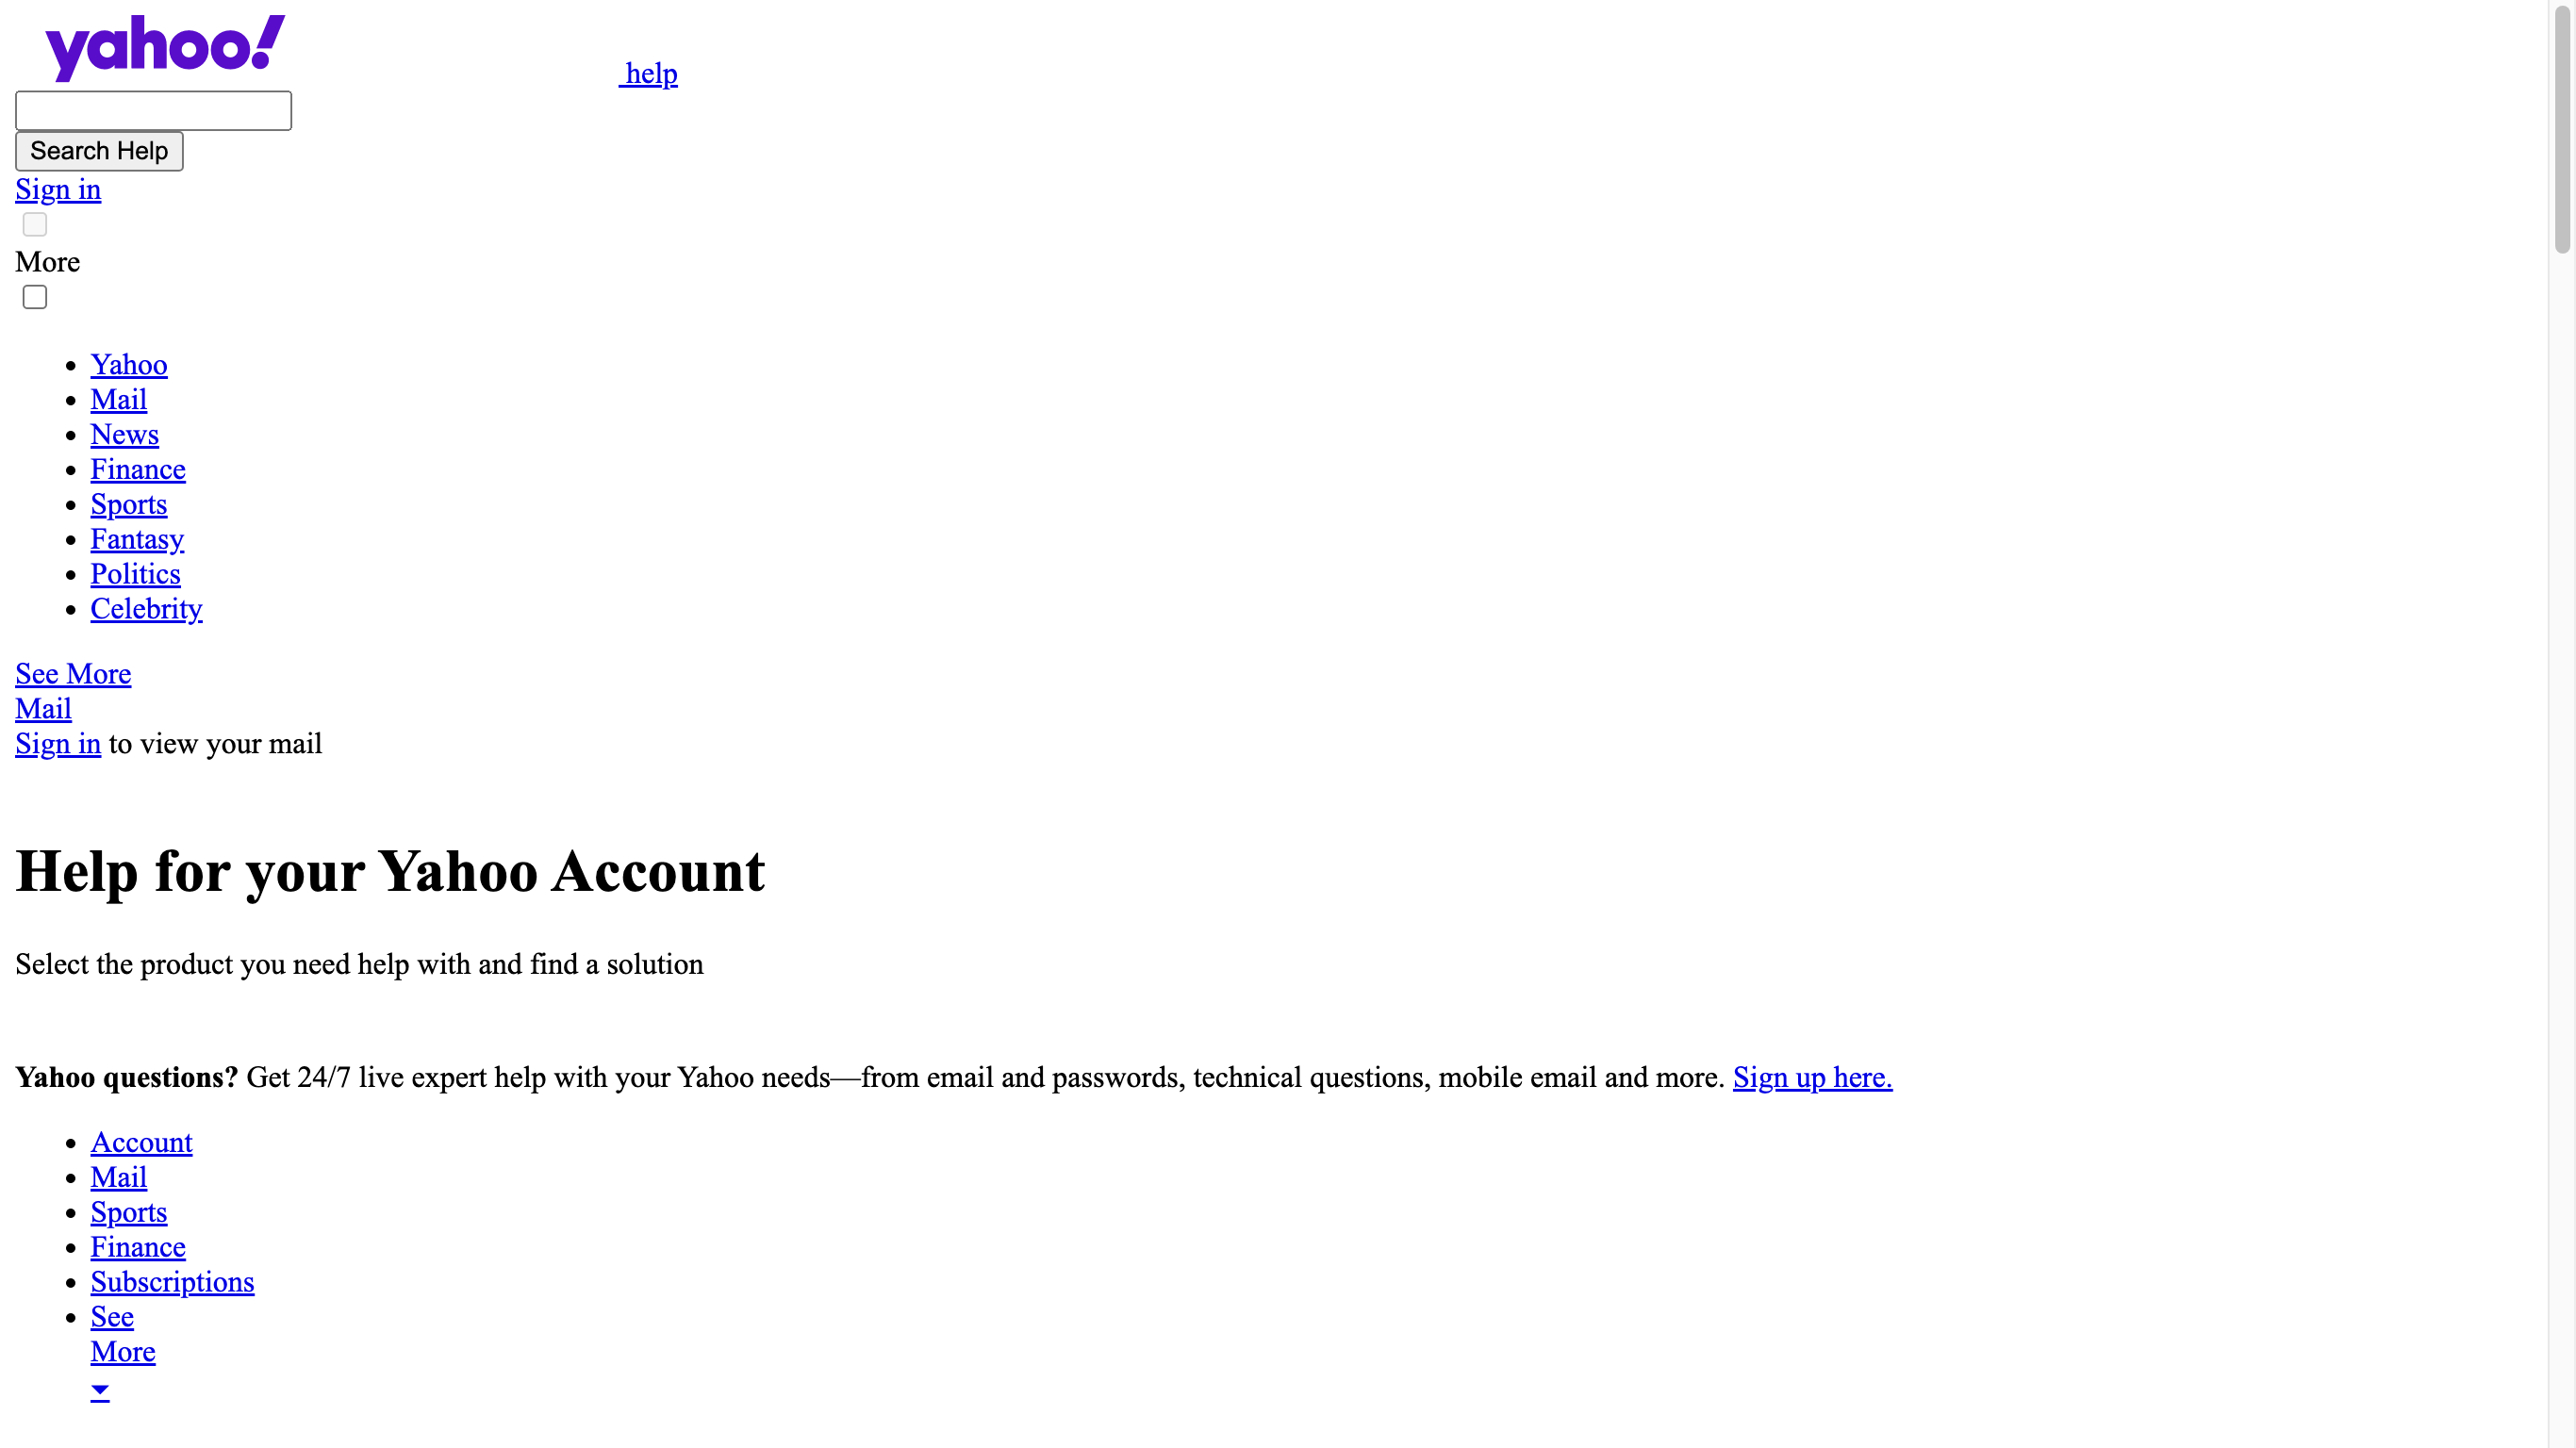 yahoo! help
Search Help
Sign in
More
Yahoo
Mail
News
Finance
Sports
Fantasy
Politics
Celebrity
See More
Mail
Sign in to view your mail
Help for your Yahoo Account
Select the product you need help with and find a solution
Yahoo questions? Get 24/7 live expert help with your Yahoo needs—from email and passwords, technical questions, mobile email and more. Sign up here.
Account
Mail
Sports
Finance
Subscriptions
See
More